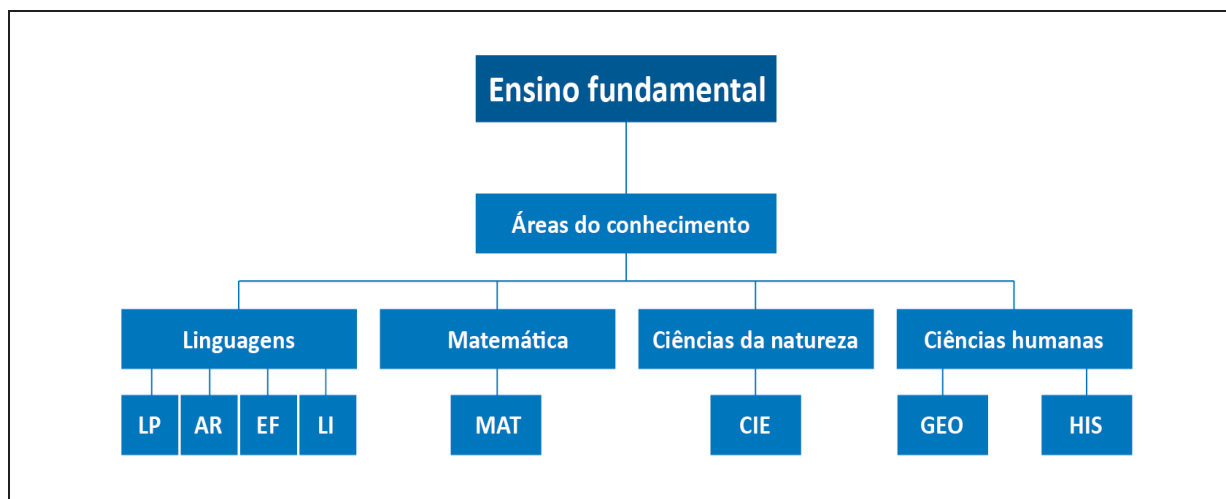 Ensino fundamental
Áreas do conhecimento
Linguagens
Matemática
Ciências da natureza
Ciências humanas
LP
AR
EF
LI
MAT
CIE
GEO
HIS